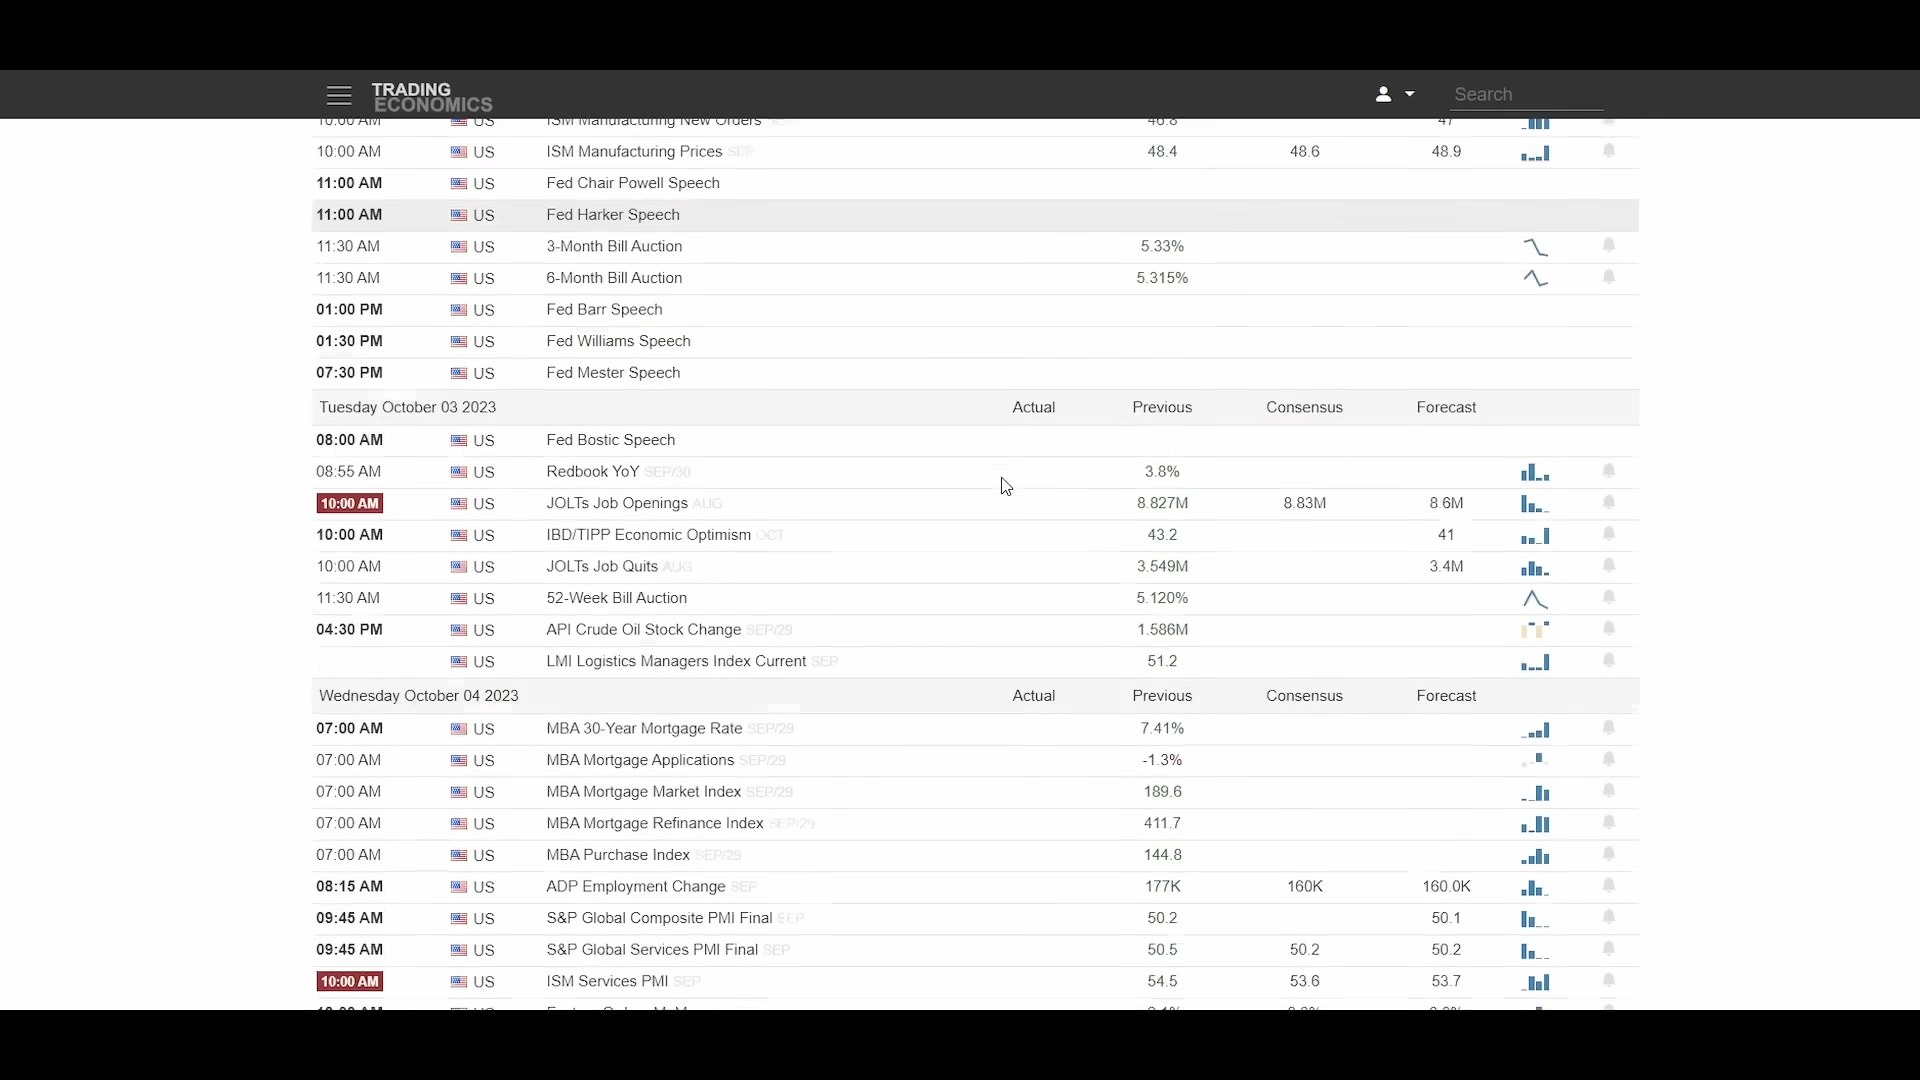 TRADING
ECONOMICS
Search
10:00 AM US ISM Manufacturing New Orders SEP 46.8 47
10:00 AM US ISM Manufacturing Prices SEP 48.4 48.6 48.9
11:00 AM US Fed Chair Powell Speech
11:00 AM US Fed Harker Speech
11:30 AM US 3-Month Bill Auction 5.33%
11:30 AM US 6-Month Bill Auction 5.315%
01:00 PM US Fed Barr Speech
01:30 PM US Fed Williams Speech
07:30 PM US Fed Mester Speech
Tuesday October 03 2023 Actual Previous Consensus Forecast
08:00 AM US Fed Bostic Speech
08:55 AM US Redbook YoY SEP/30 3.8%
10:00 AM US JOLTs Job Openings AUG 8.827M 8.83M 8.6M
10:00 AM US IBD/TIPP Economic Optimism OCT 43.2 41
10:00 AM US JOLTs Job Quits AUG 3.549M 3.4M
11:30 AM US 52-Week Bill Auction 5.120%
04:30 PM US API Crude Oil Stock Change SEP/29 1.586M
US LMI Logistics Managers Index Current SEP 51.2
Wednesday October 04 2023 Actual Previous Consensus Forecast
07:00 AM US MBA 30-Year Mortgage Rate SEP/29 7.41%
07:00 AM US MBA Mortgage Applications SEP/29 -1.3%
07:00 AM US MBA Mortgage Market Index SEP/29 189.6
07:00 AM US MBA Mortgage Refinance Index SEP/29 411.7
07:00 AM US MBA Purchase Index SEP/29 144.8
08:15 AM US ADP Employment Change SEP 177K 160K 160.0K
09:45 AM US S&P Global Composite PMI Final SEP 50.2 50.1
09:45 AM US S&P Global Services PMI Final SEP 50.5 50.2 50.2
10:00 AM US ISM Services PMI SEP 54.5 53.6 53.7